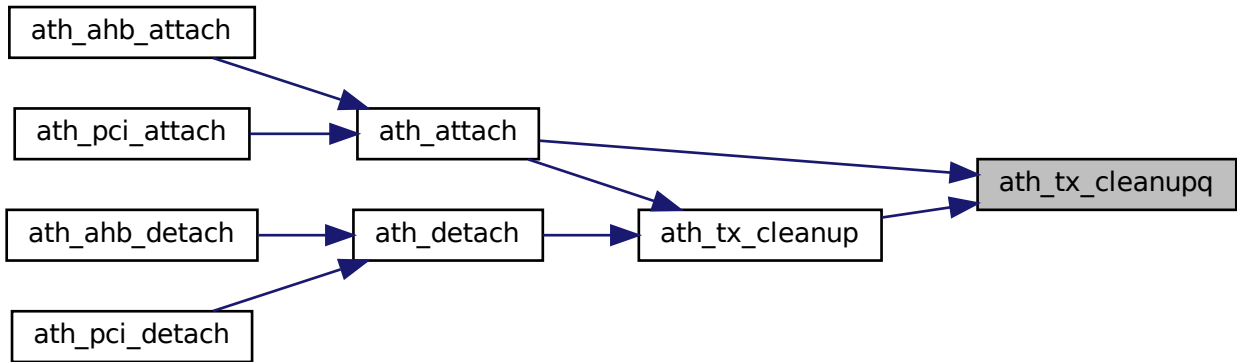 ath_ahb_attach
ath_pci_attach
ath_attach
ath_tx_cleanupq
ath_ahb_detach
ath_detach
ath_tx_cleanup
ath_pci_detach